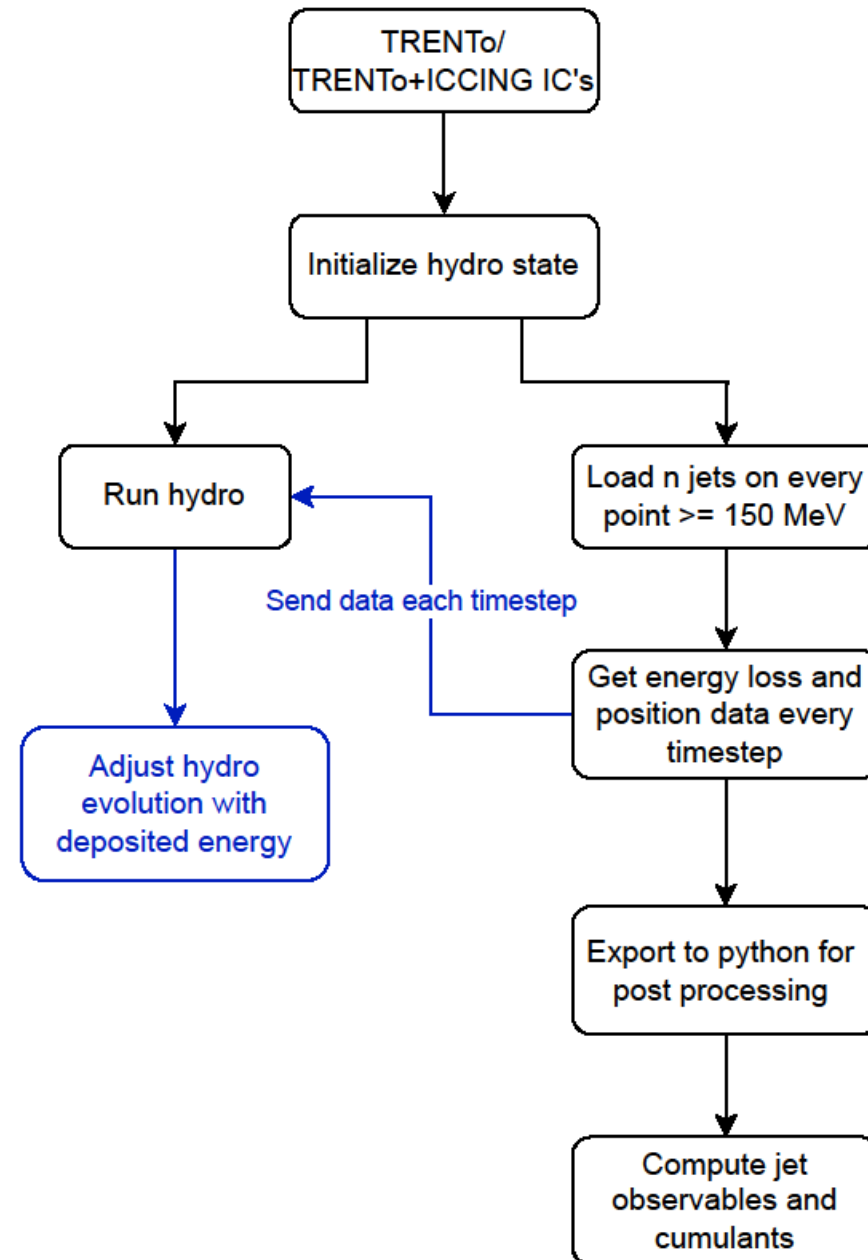 TRENTo/
TRENTo+ICCING IC's
Initialize hydro state
Run hydro
Load n jets on every
point >= 150 MeV
Send data each timestep
Get energy loss and
position data every
timestep
Adjust hydro
evolution with
deposited energy
Export to python for
post processing
Compute jet
observables and
cumulants